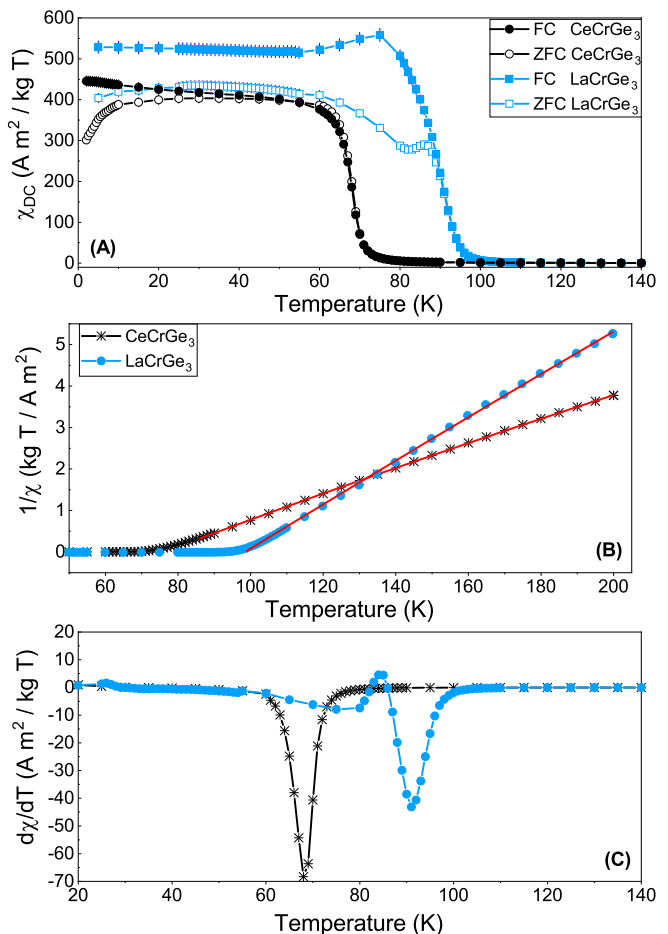 600
500
400
300
200
100
0
χDC (A m² / kg T)
FC CeCrGe₃
ZFC CeCrGe₃
FC LaCrGe₃
ZFC LaCrGe₃
(A)
0 20 40 60 80 100 120 140
Temperature (K)
CeCrGe₃
LaCrGe₃
5
4
3
2
1
0
1/χ (kg T / A m²)
(B)
60 80 100 120 140 160 180 200
Temperature (K)
20
10
0
-10
-20
-30
-40
-50
-60
-70
dχ/dT (A m² / kg T)
(C)
20 40 60 80 100 120 140
Temperature (K)